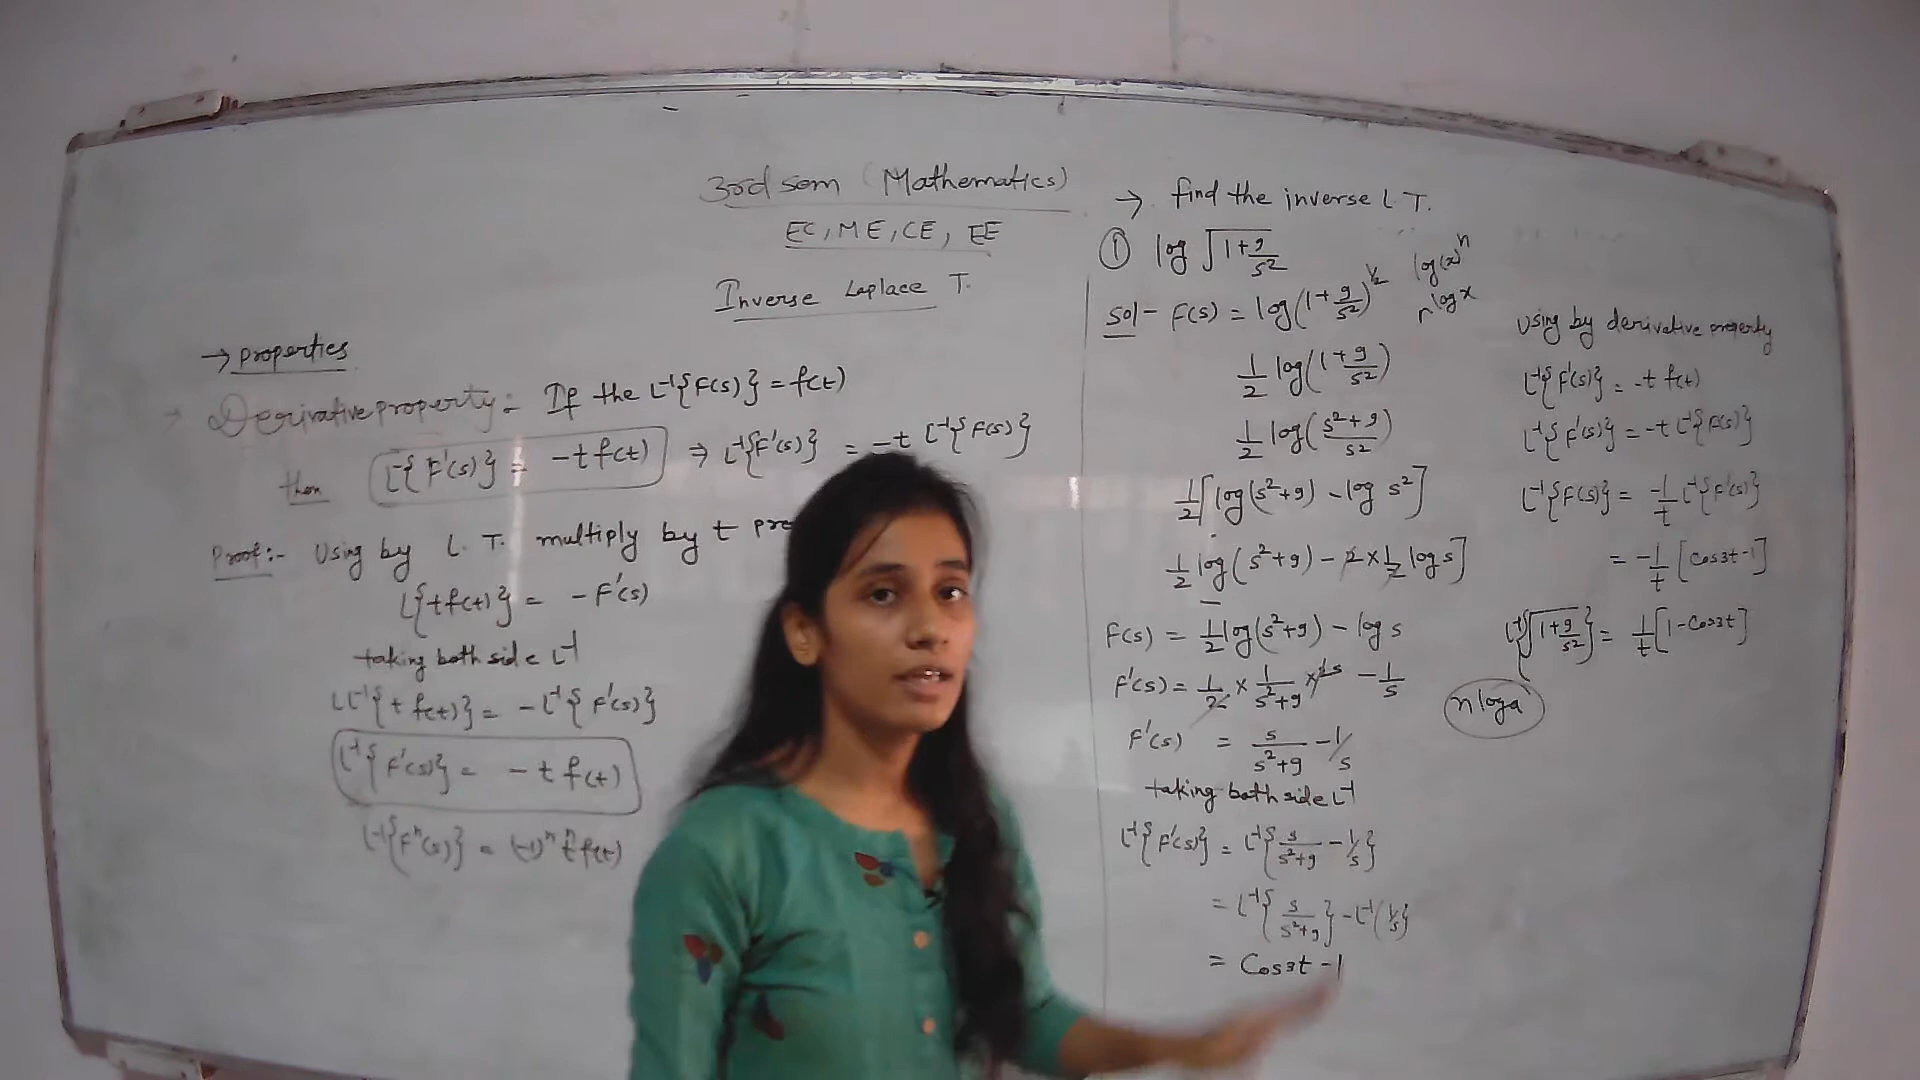 3rd sem (Mathematics)
EC, ME, CE, EE
Inverse Laplace T.
→ properties
Derivative property :- If the L⁻¹{F(s)} = f(t)
then L⁻¹{F'(s)} = -t f(t) ⇒ L⁻¹{F'(s)} = -t L⁻¹{F(s)}
Proof :- Using by L. T. multiply by t
L{t f(t)} = - F'(s)
taking both side L⁻¹
LL⁻¹{t f(t)} = - L⁻¹{F'(s)}
L⁻¹{F'(s)} = - t f(t)
L⁻¹{Fⁿ(s)} = (-1)ⁿ tⁿ f(t)
→ find the inverse L. T.
① log √(1+9/s²)
Sol - F(s) = log(1+9/s²)^½
log(x)ⁿ
n log x
1/2 log(1+9/s²)
1/2 log((s²+9)/s²)
1/2 [log(s²+9) - log s²]
1/2 log(s²+9) - 2 × 1/2 log s]
F(s) = 1/2 log(s²+9) - log s
F'(s) = 1/2 × 1/(s²+9) × 2s - 1/s
F'(s) = s/(s²+9) - 1/s
taking both side L⁻¹
L⁻¹{F'(s)} = L⁻¹{s/(s²+9) - 1/s}
= L⁻¹{s/(s²+9)} - L⁻¹{1/s}
= Cos3t - 1
Using by derivative property
L⁻¹{F'(s)} = -t f(t)
L⁻¹{F'(s)} = -t L⁻¹{F(s)}
L⁻¹{F(s)} = -1/t L⁻¹{F'(s)}
= -1/t [Cos3t - 1]
L⁻¹{√(1+9/s²)} = 1/t [1 - Cos3t]
n log a